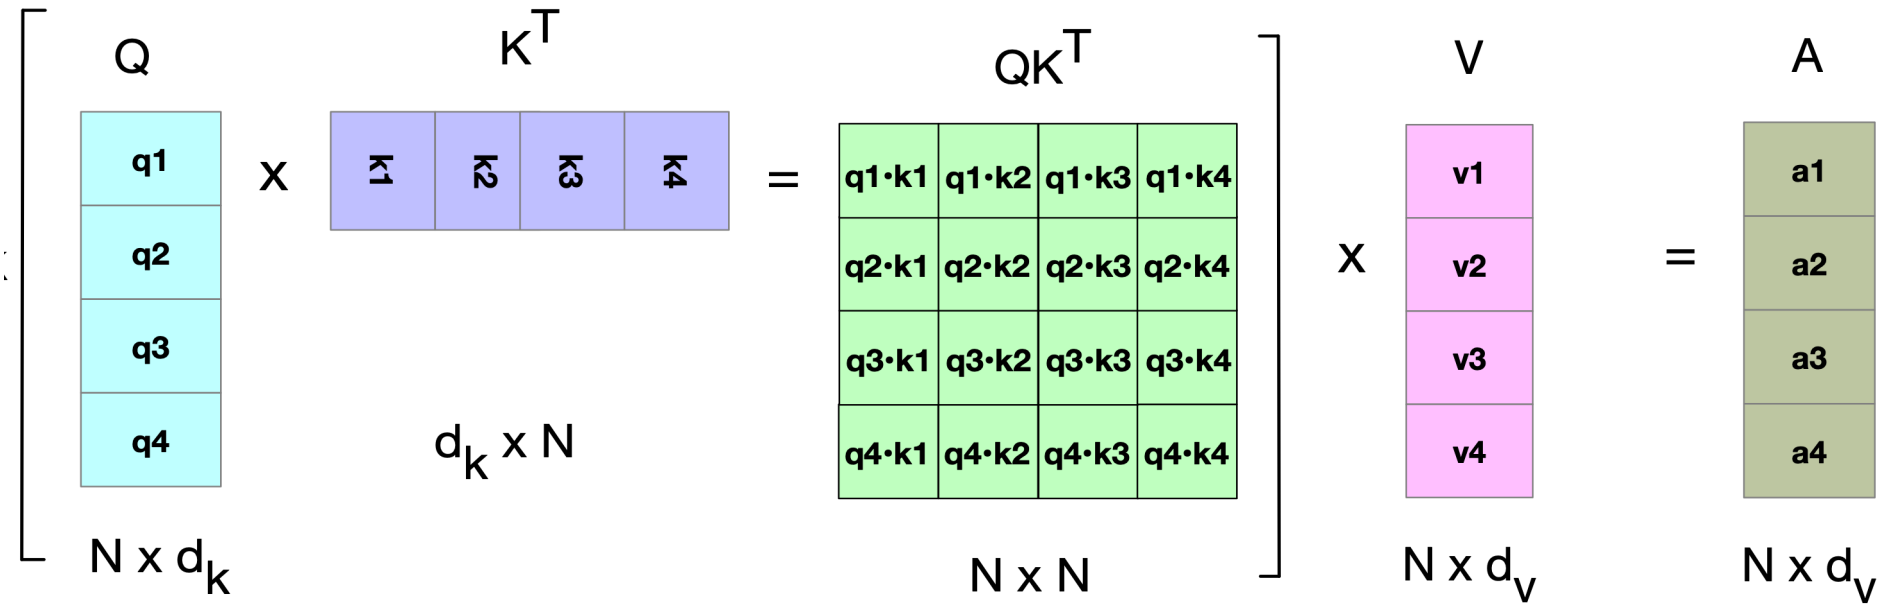 Q
K^T
QK^T
V
A
q1
q2
q3
q4
x
k1 k2 k3 k4
=
q1·k1 q1·k2 q1·k3 q1·k4
q2·k1 q2·k2 q2·k3 q2·k4
q3·k1 q3·k2 q3·k3 q3·k4
q4·k1 q4·k2 q4·k3 q4·k4
x
v1
v2
v3
v4
=
a1
a2
a3
a4
d_k x N
N x d_k
N x N
N x d_v
N x d_v